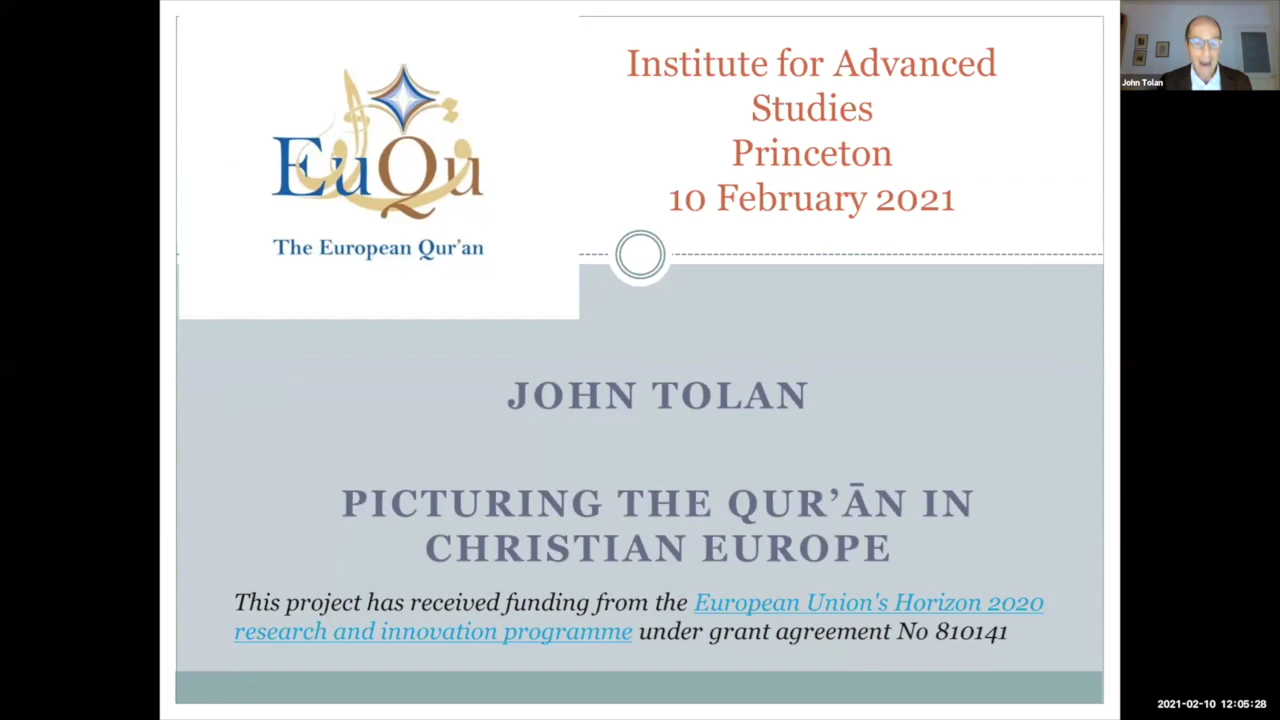 EuQu
The European Qur'an
Institute for Advanced
Studies
Princeton
10 February 2021
JOHN TOLAN
PICTURING THE QUR’ĀN IN
CHRISTIAN EUROPE
This project has received funding from the European Union's Horizon 2020
research and innovation programme under grant agreement No 810141
John Tolan
2021-02-10 12:05:28